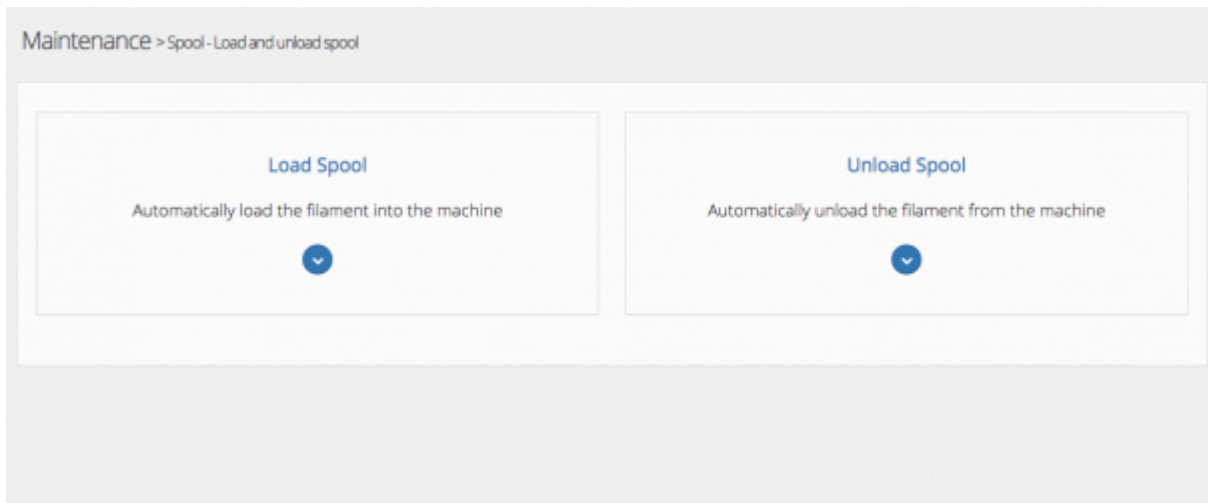 Maintenance > Spool - Load and unload spool
Load Spool
Automatically load the filament into the machine
Unload Spool
Automatically unload the filament from the machine